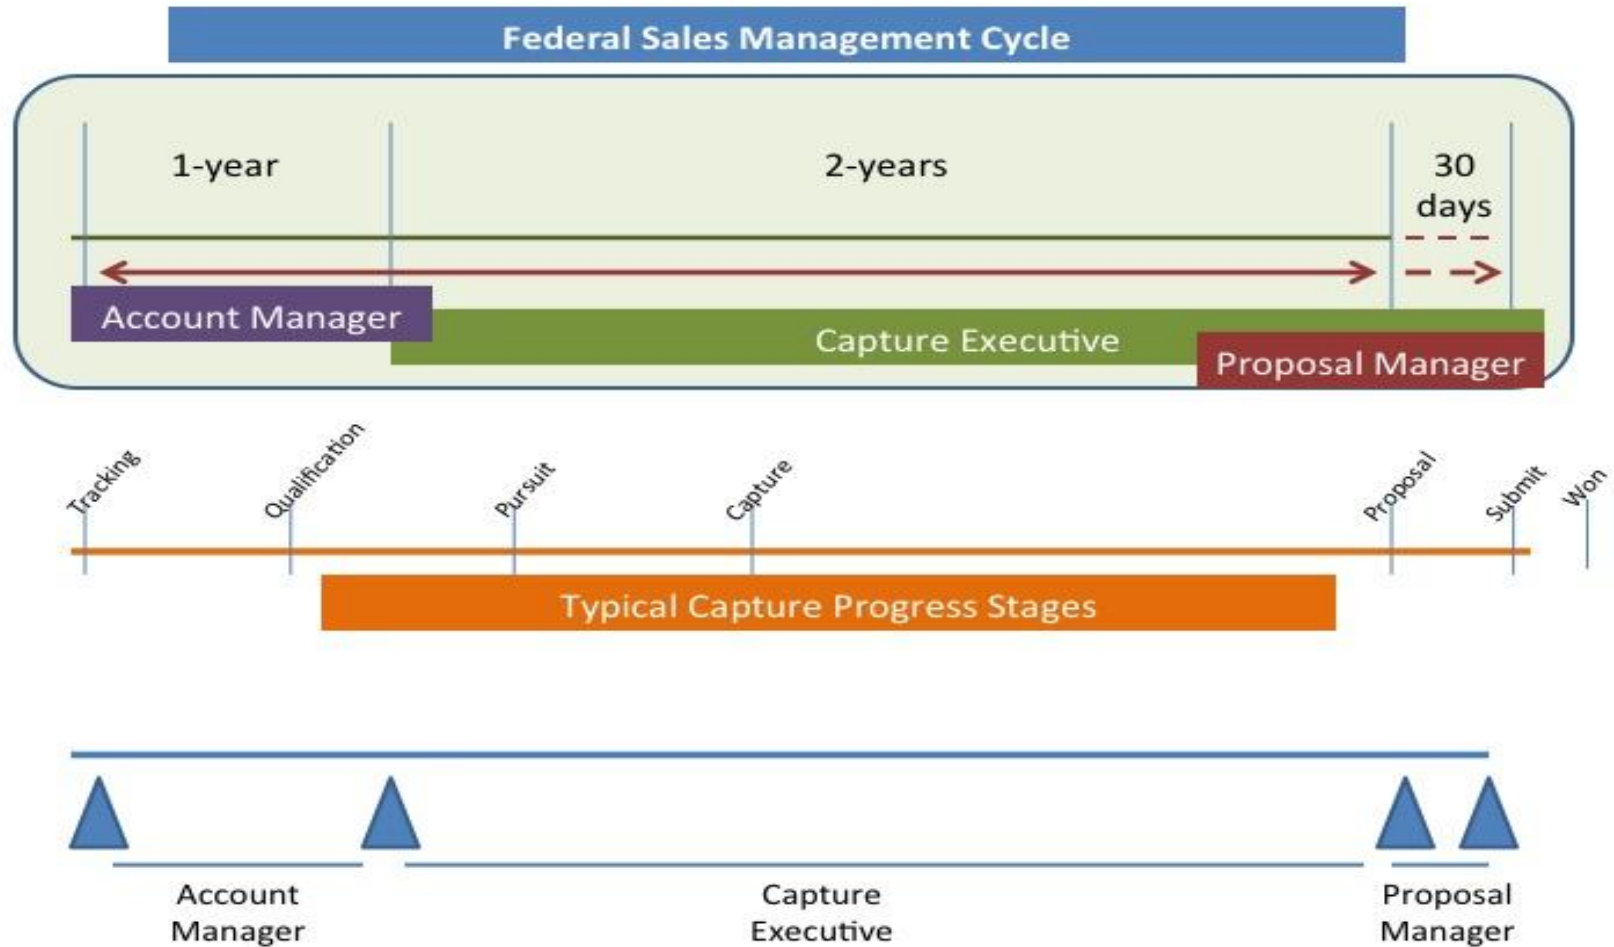 Federal Sales Management Cycle
1-year
2-years
30
days
Account Manager
Capture Executive
Proposal Manager
Tracking
Qualification
Pursuit
Capture
Proposal
Submit
Won
Typical Capture Progress Stages
Account
Manager
Capture
Executive
Proposal
Manager